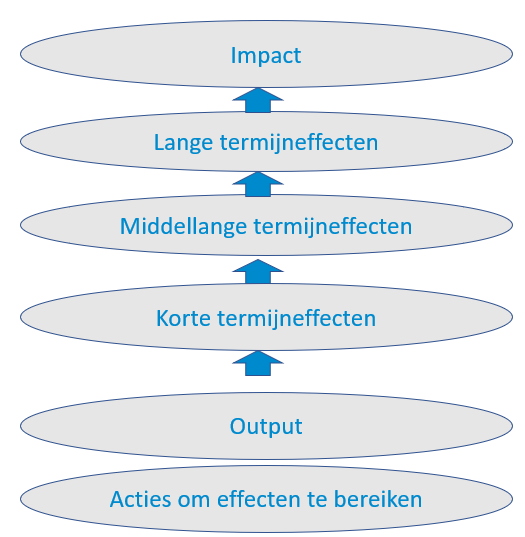 Impact
Lange termijneffecten
Middellange termijneffecten
Korte termijneffecten
Output
Acties om effecten te bereiken